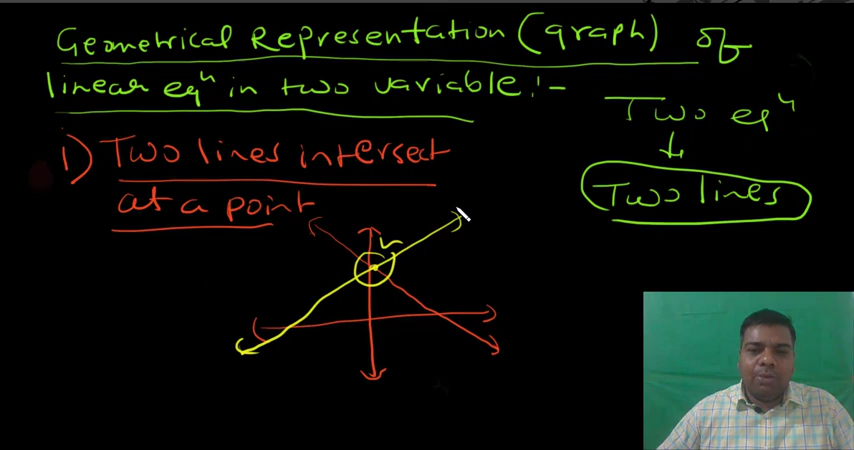 Geometrical Representation (graph) of
linear eqⁿ in two variable :-
Two eqⁿ
Two lines
1) Two lines intersect
at a point